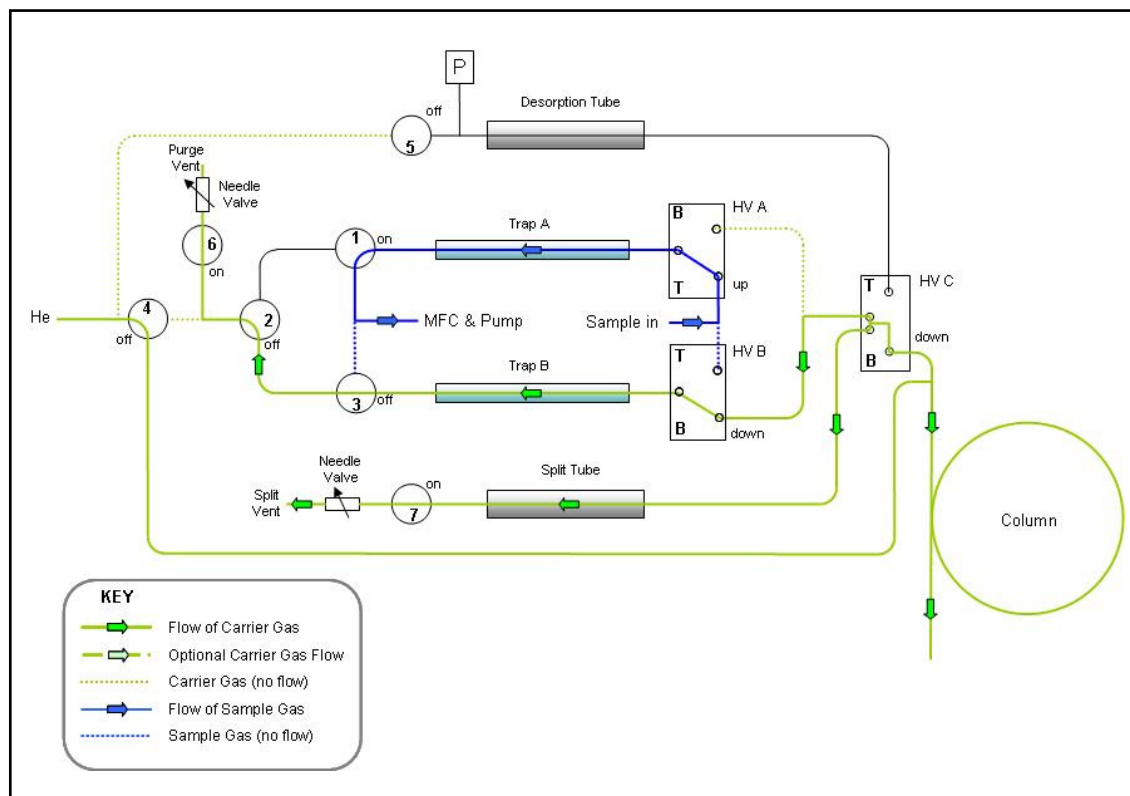 P
off
Desorption Tube
5
Purge
Vent
Needle
Valve
B
HV A
1
on
Trap A
6
T
HV C
on
T
up
He
4
2
MFC & Pump
Sample in
off
off
T
HV B
down
B
Trap B
3
off
B
down
Needle
Valve
on
Split Tube
Split
Vent
7
Column
KEY
Flow of Carrier Gas
Optional Carrier Gas Flow
Carrier Gas (no flow)
Flow of Sample Gas
Sample Gas (no flow)